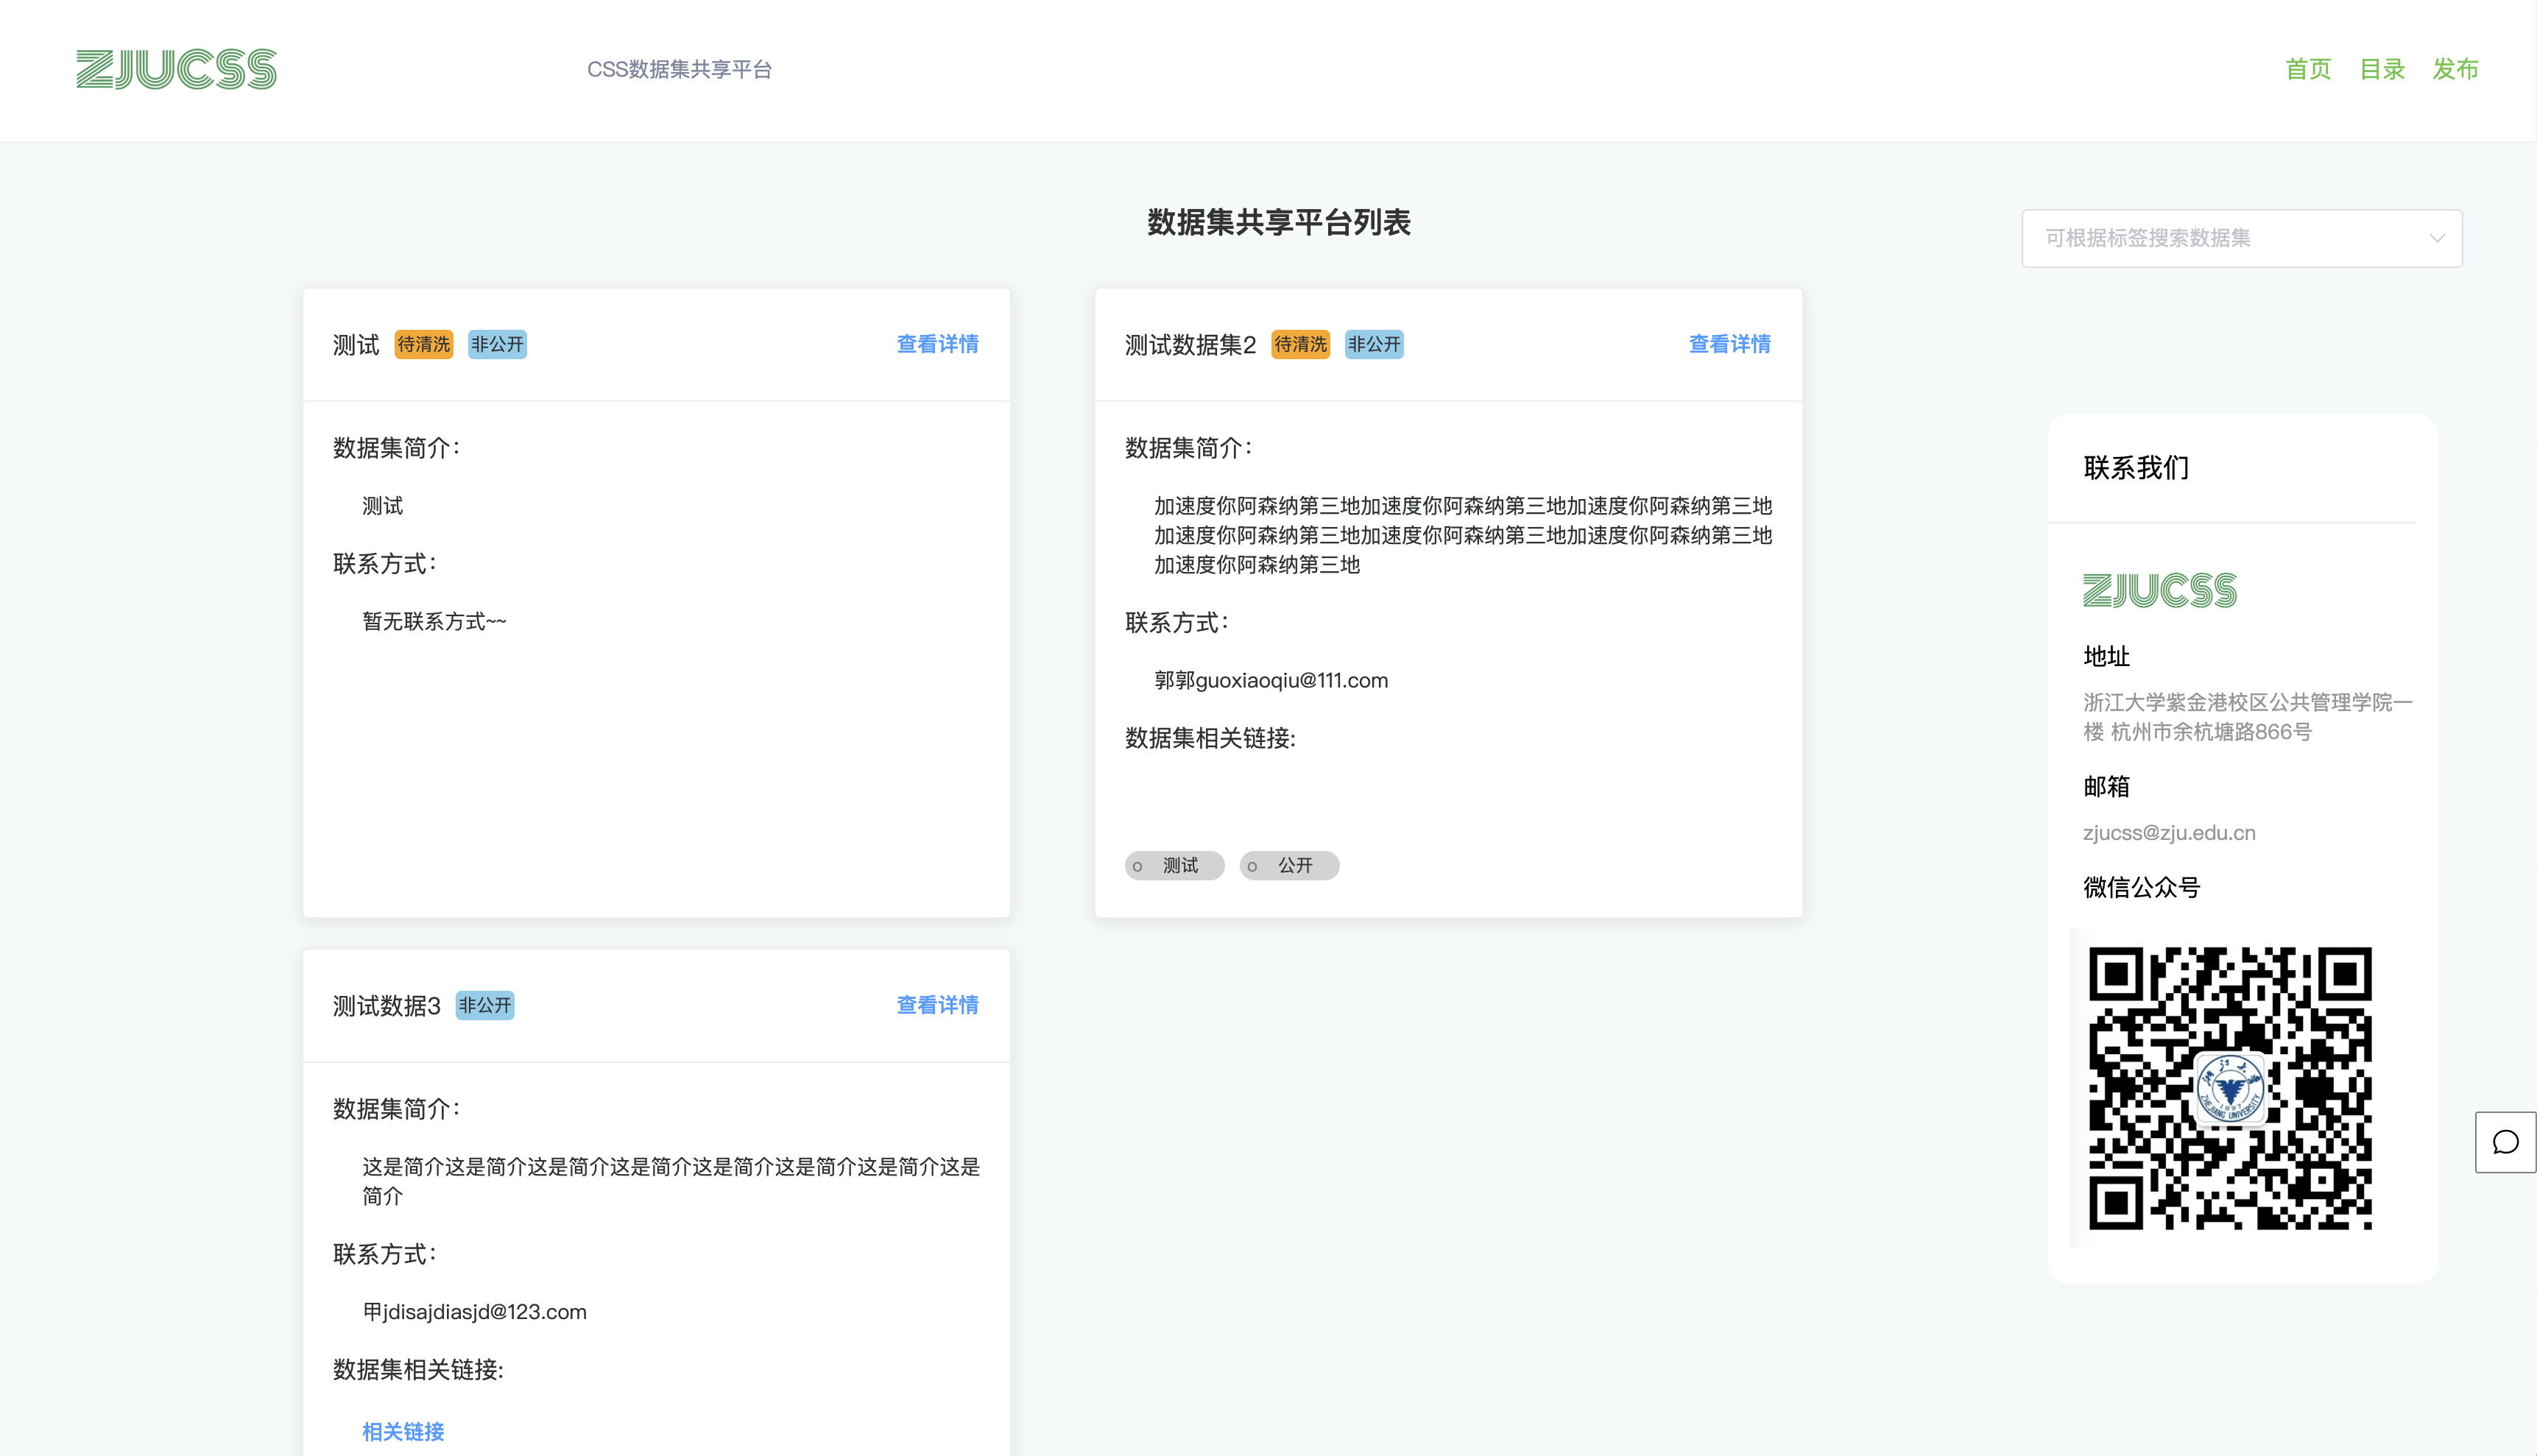 ZJUCSS
CSS数据集共享平台
首页 目录 发布
数据集共享平台列表
可根据标签搜索数据集
测试 待清洗 非公开 查看详情
数据集简介：
测试
联系方式：
暂无联系方式~~
测试数据集2 待清洗 非公开 查看详情
数据集简介：
加速度你阿森纳第三地加速度你阿森纳第三地加速度你阿森纳第三地
加速度你阿森纳第三地加速度你阿森纳第三地加速度你阿森纳第三地
加速度你阿森纳第三地
联系方式：
郭郭guoxiaoqiu@111.com
数据集相关链接:
o 测试 o 公开
测试数据3 非公开 查看详情
数据集简介：
这是简介这是简介这是简介这是简介这是简介这是简介这是简介这是
简介
联系方式：
甲jdisajdiasjd@123.com
数据集相关链接:
相关链接
联系我们
ZJUCSS
地址
浙江大学紫金港校区公共管理学院一
楼 杭州市余杭塘路866号
邮箱
zjucss@zju.edu.cn
微信公众号
浙江大学
1897
ZHEJIANG UNIVERSITY